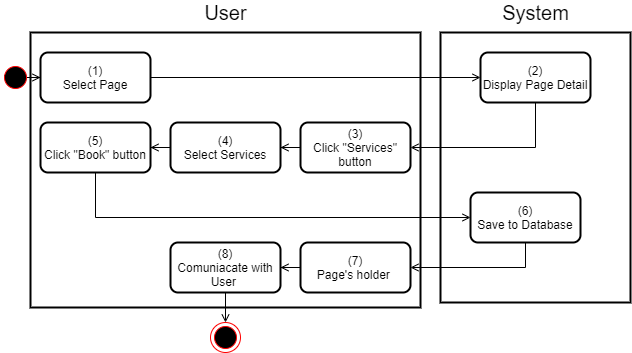 User
System
(1)
Select Page
(2)
Display Page Detail
(5)
Click "Book" button
(4)
Select Services
(3)
Click "Services"
button
(6)
Save to Database
(8)
Comuniacate with
User
(7)
Page's holder